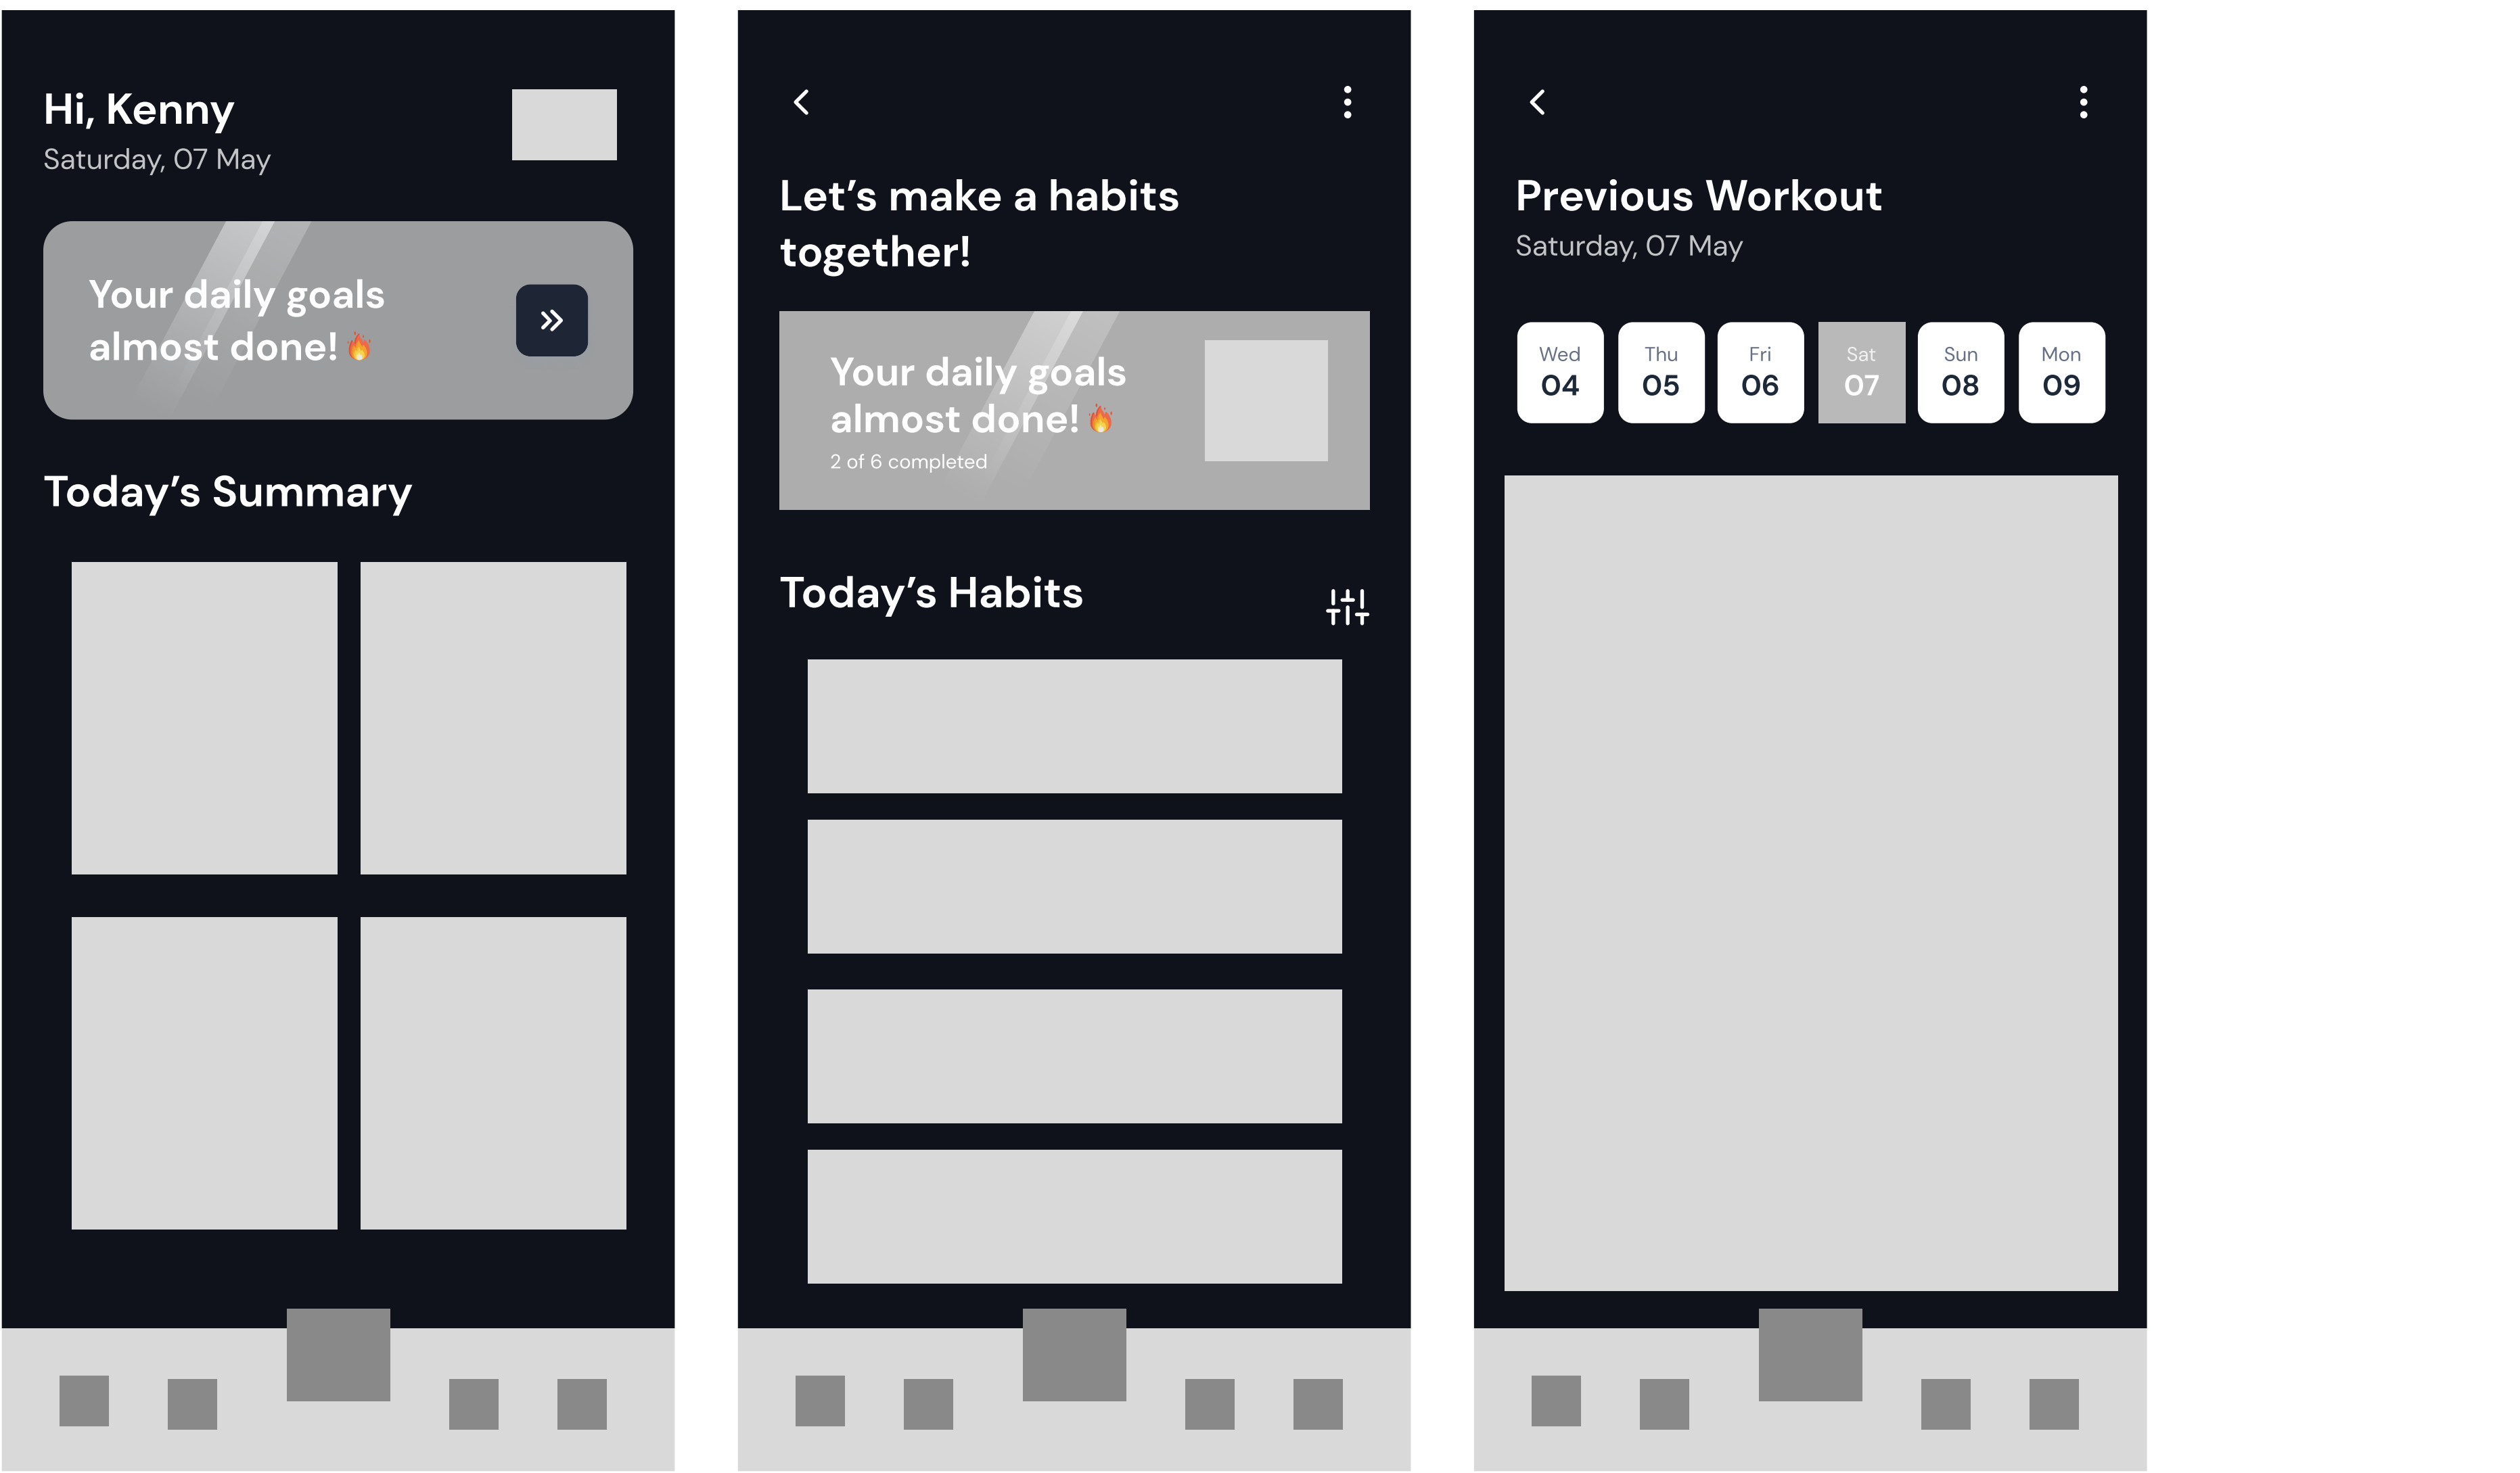 Hi, Kenny
Saturday, 07 May
Your daily goals
almost done! 🔥
Today’s Summary
Let’s make a habits
together!
Your daily goals
almost done! 🔥
2 of 6 completed
Today’s Habits
Previous Workout
Saturday, 07 May
Wed Thu Fri Sat Sun Mon
04 05 06 07 08 09